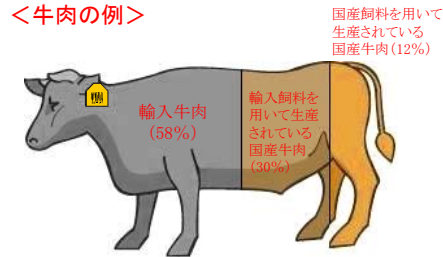 ＜牛肉の例＞
国産飼料を用いて
生産されている
国産牛肉(12%)
輸入牛肉
(58%)
輸入飼料を
用いて生産
されている
国産牛肉
(30%)